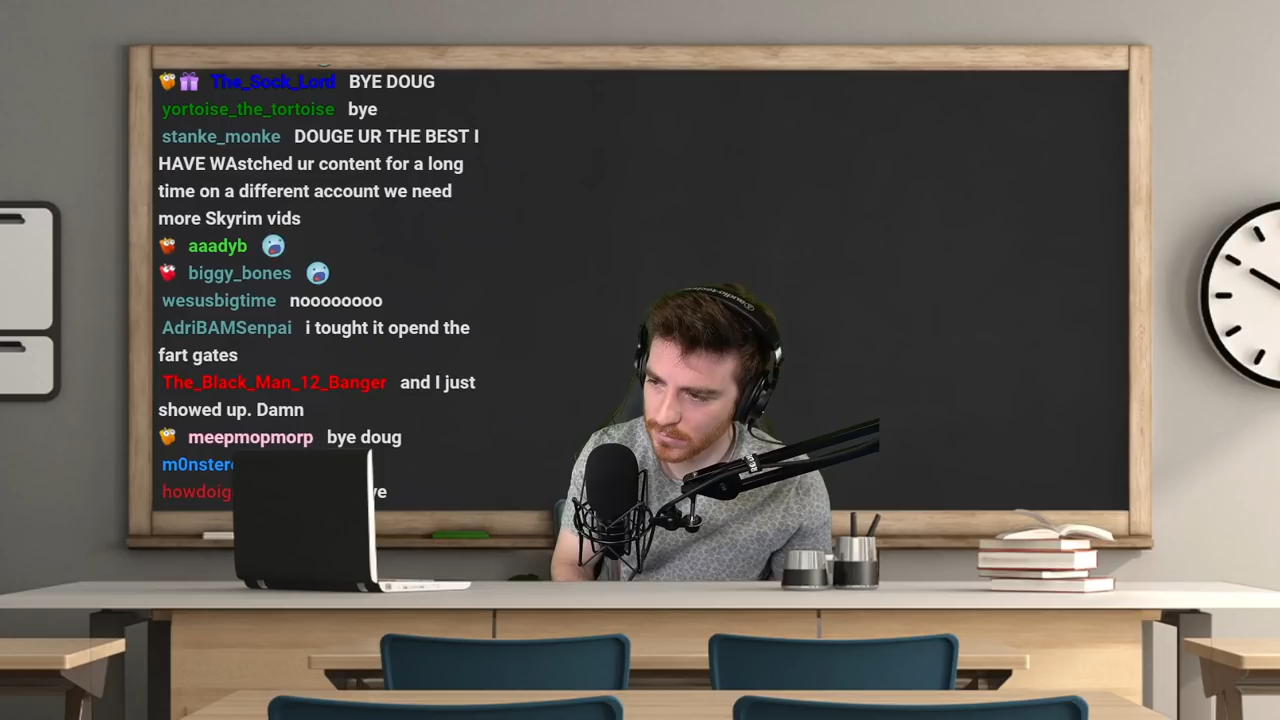 The_Sock_Lord BYE DOUG
yortoise_the_tortoise bye
stanke_monke DOUGE UR THE BEST I
HAVE WAstched ur content for a long
time on a different account we need
more Skyrim vids
aaadyb
biggy_bones
wesusbigtime noooooooo
AdriBAMSenpai i tought it opend the
fart gates
The_Black_Man_12_Banger and I just
showed up. Damn
meepmopmorp bye doug